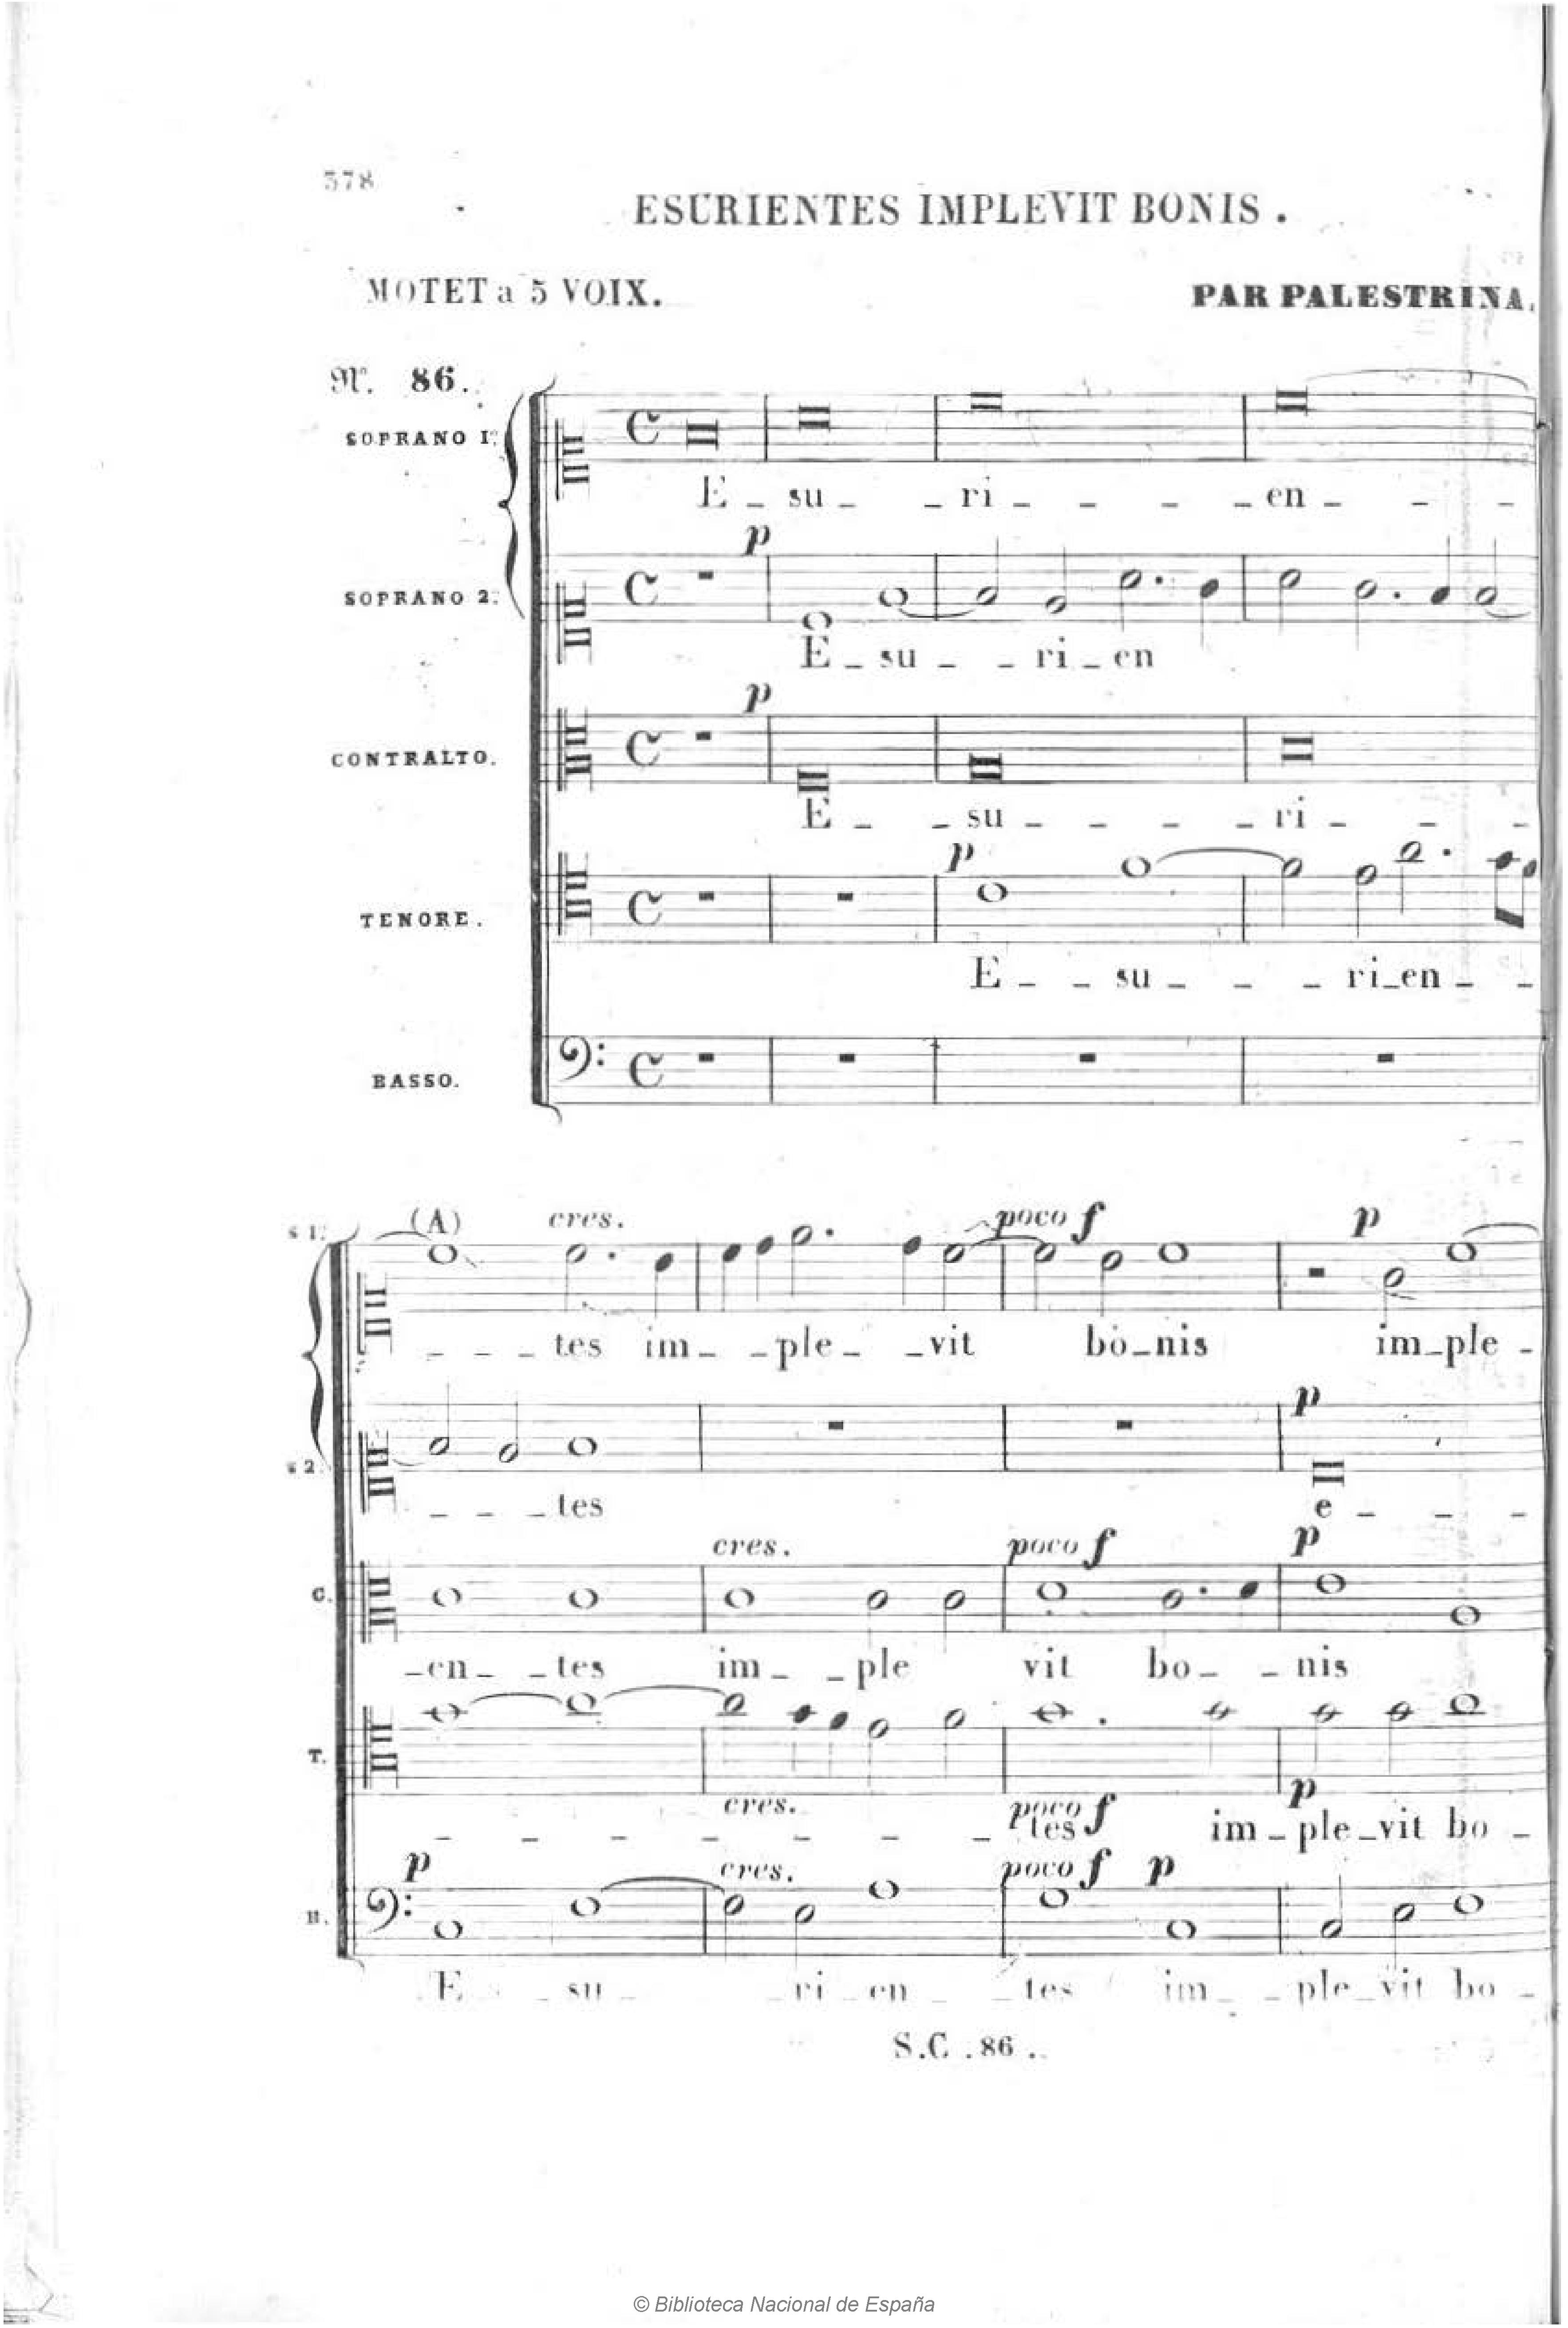 378
ESURIENTES IMPLEVIT BONIS .
MOTET a 5 VOIX.
PAR PALESTRINA.
Nº. 86.
SOPRANO 1º.
E _ su _ _ ri _ _ _ _ en _ _ _
p
SOPRANO 2.
E _ su _ _ ri _ en
p
CONTRALTO.
E _ _ su _ _ _ _ ri _ _ _
p
TENORE.
E _ _ su _ _ _ ri _ en _ _
BASSO.
(A) cres. poco f p
S 1º.
_ _ _ tes im _ _ ple _ _ vit bo _ nis im _ ple _
p
S 2.
_ _ _ tes e _ _ _
cres. poco f p
C.
_ en _ _ tes im _ _ ple vit bo _ _ nis
T.
cres. poco f p
_ _ _ _ _ _ _ tes im _ ple _ vit bo _
p cres. poco f p
B.
E _ su _ _ ri _ en _ _ tes im _ _ ple _ vit bo _
S.C . 86 .
© Biblioteca Nacional de España